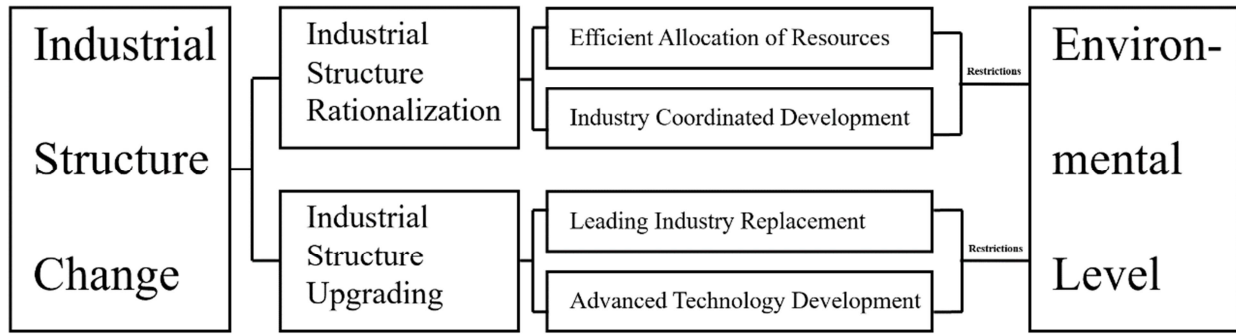 Industrial
Structure
Change
Industrial
Structure
Rationalization
Efficient Allocation of Resources
Industry Coordinated Development
Restrictions
Industrial
Structure
Upgrading
Leading Industry Replacement
Advanced Technology Development
Restrictions
Environ-
mental
Level